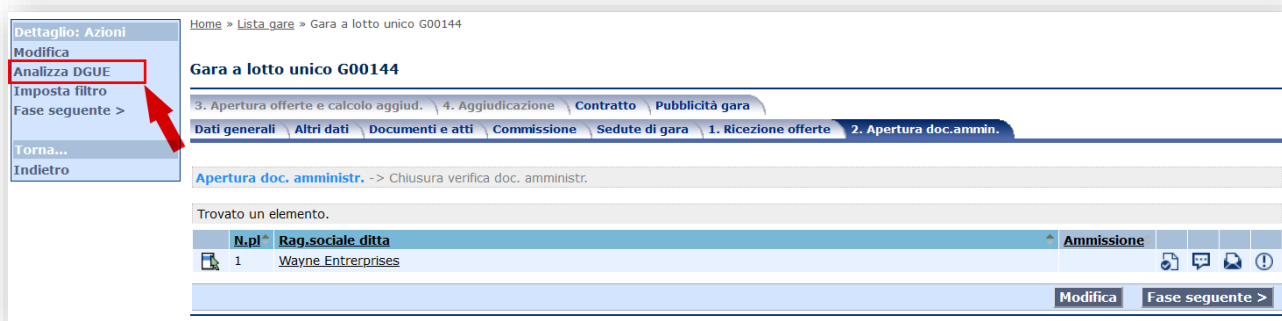 Dettaglio: Azioni
Modifica
Analizza DGUE
Imposta filtro
Fase seguente >
Torna...
Indietro
Home » Lista gare » Gara a lotto unico G00144
Gara a lotto unico G00144
3. Apertura offerte e calcolo aggiud. 4. Aggiudicazione Contratto Pubblicità gara
Dati generali Altri dati Documenti e atti Commissione Sedute di gara 1. Ricezione offerte 2. Apertura doc.ammin.
Apertura doc. amministr. -> Chiusura verifica doc. amministr.
Trovato un elemento.
N.pl Rag.sociale ditta Ammissione
1 Wayne Entrerprises
Modifica Fase seguente >